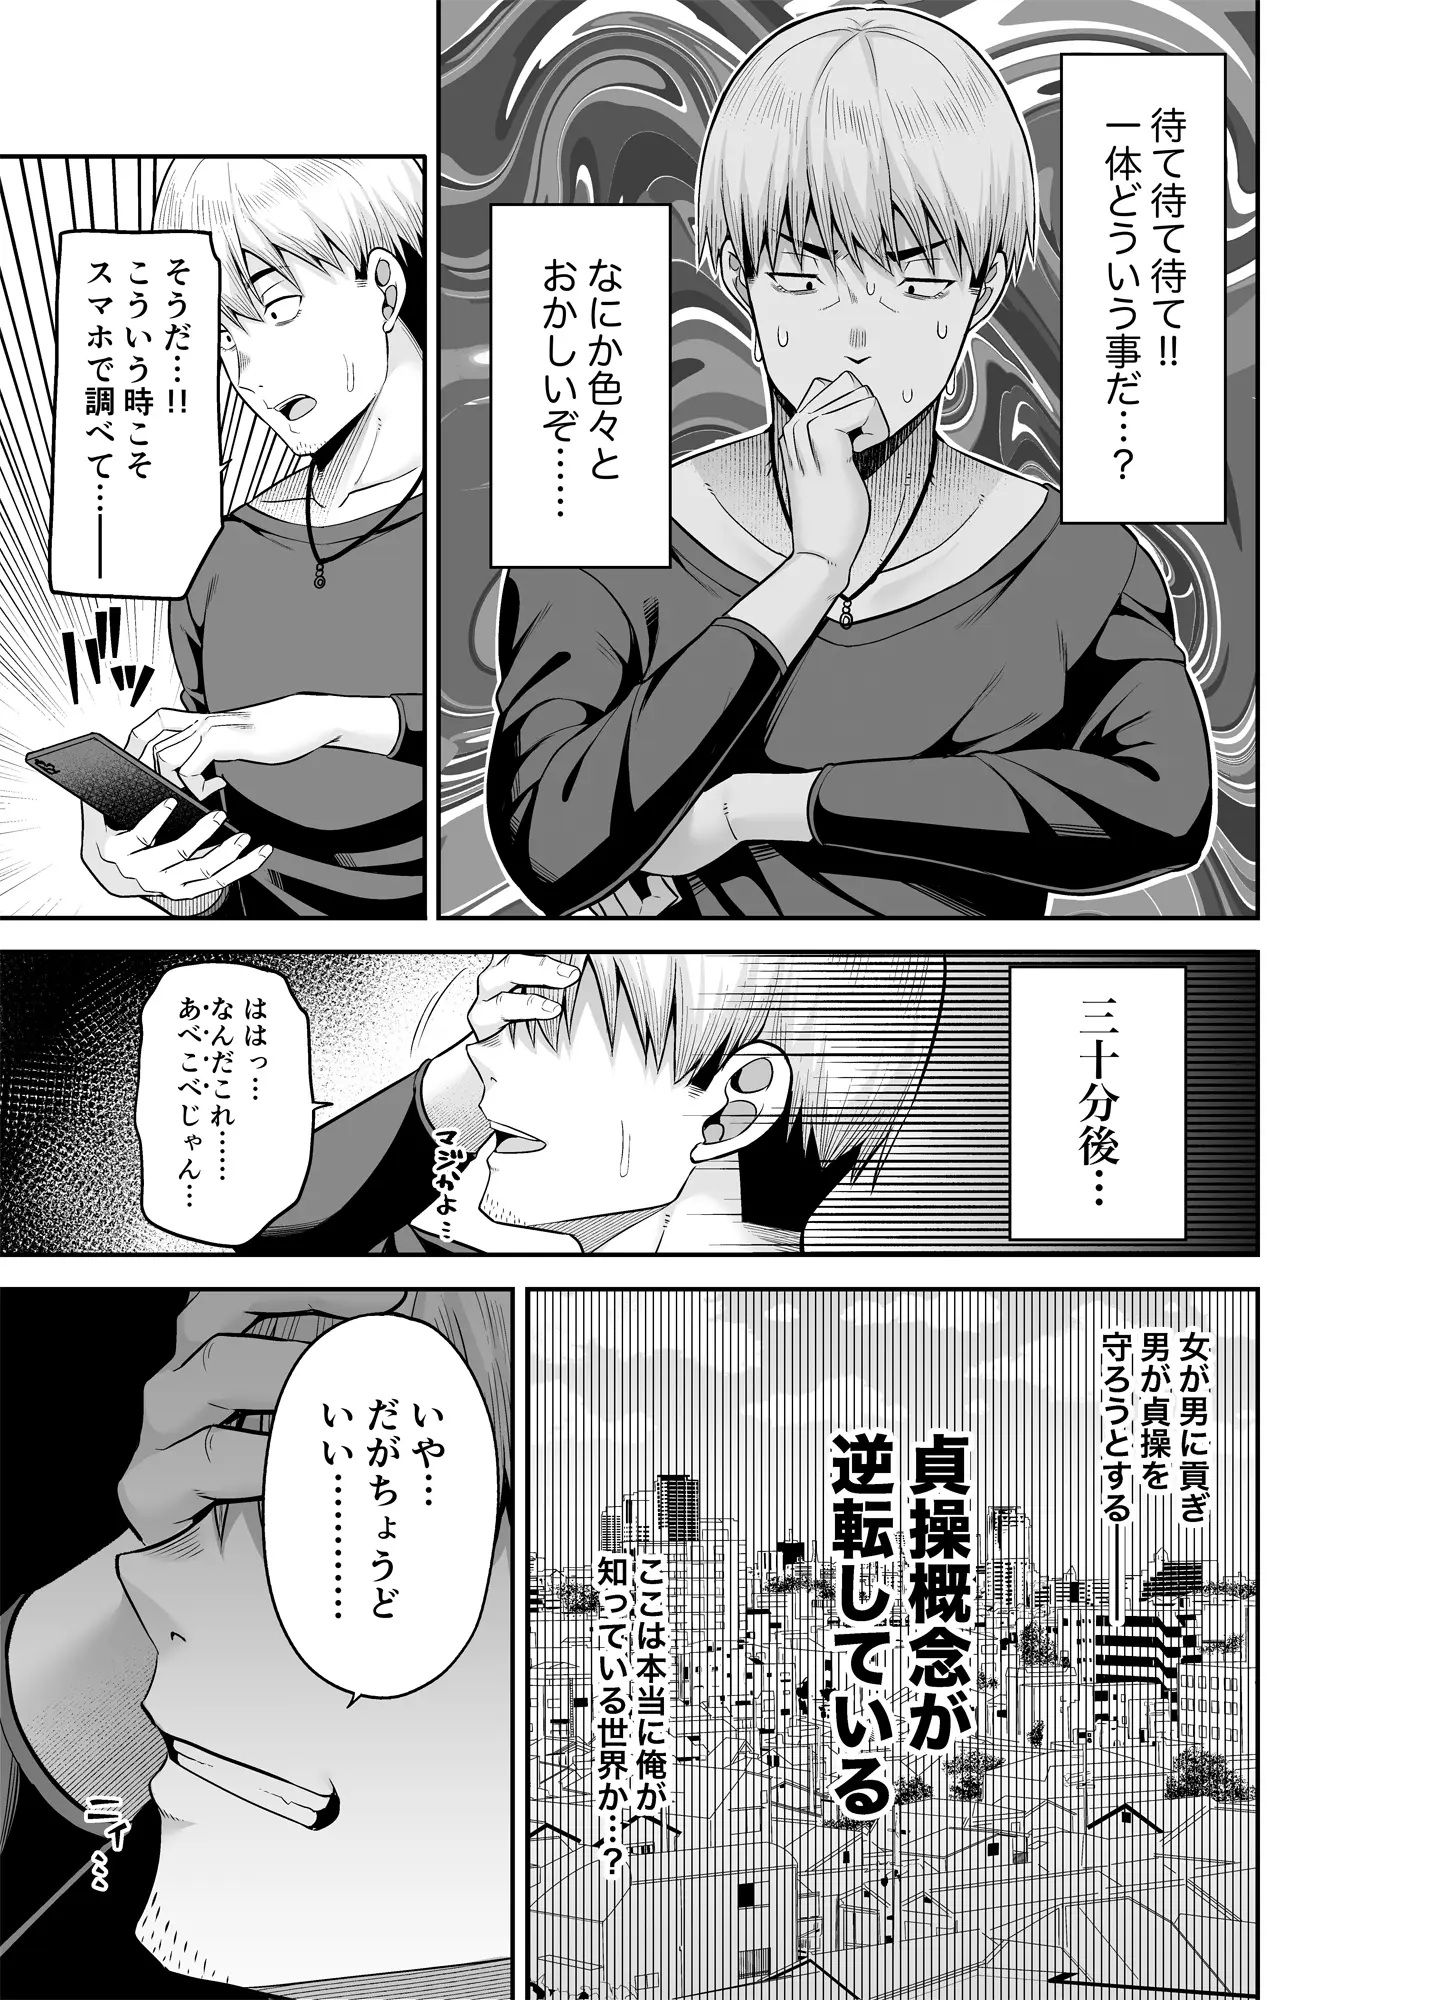 待て待て待て!!
一体どういう事だ…?
なにか色々と
おかしいぞ……
そうだ…!!
こういう時こそ
スマホで調べて…——
バッ
三十分後…
ははっ…
なんだこれ……
あべこべじゃん…
マジかよ…
女が男に貢ぎ
男が貞操を
守ろうとする——
貞操概念が
逆転している
ここは本当に俺が
知っている世界か…?
いや…
だがちょうど
いい…………
ニィ…